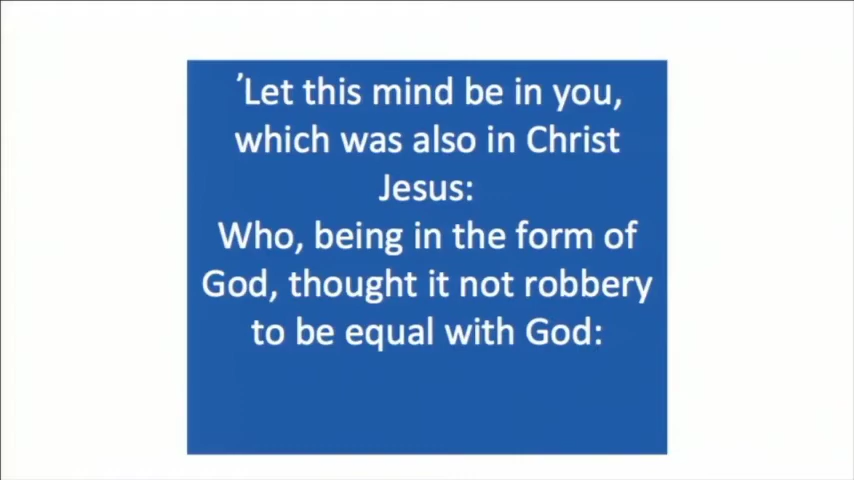 ’Let this mind be in you,
which was also in Christ
Jesus:
Who, being in the form of
God, thought it not robbery
to be equal with God: